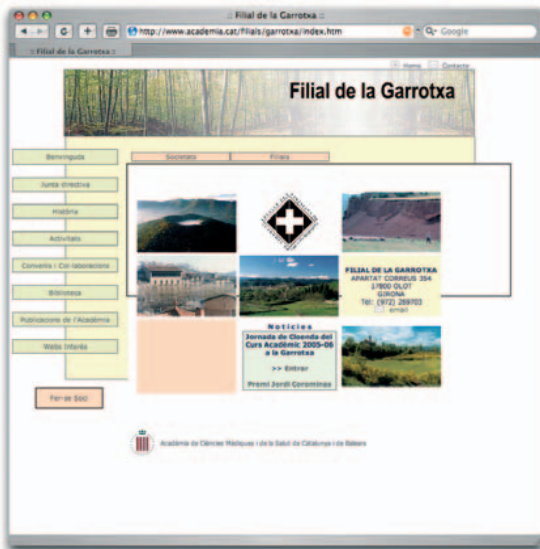 :: Filial de la Garrotxa ::
http://www.academia.cat/filials/garrotxa/index.htm
Google
:: Filial de la Garrotxa ::
Home Contacte
Filial de la Garrotxa
Benvinguda
Societats
Filials
Junta directiva
Història
Activitats
Convenis i Col·laboracions
Biblioteca
Publicacions de l'Acadèmia
Webs Interès
Fer-se Soci
FILIAL DE LA GARROTXA
APARTAT CORREUS 354
17800 OLOT
GIRONA
Tel: (972) 269703
email
Notícies
Jornada de Cloenda del
Curs Acadèmic 2005-06
a la Garrotxa
>> Entrar
Premi Jordi Corominas
Acadèmia de Ciències Mèdiques i de la Salut de Catalunya i de Balears